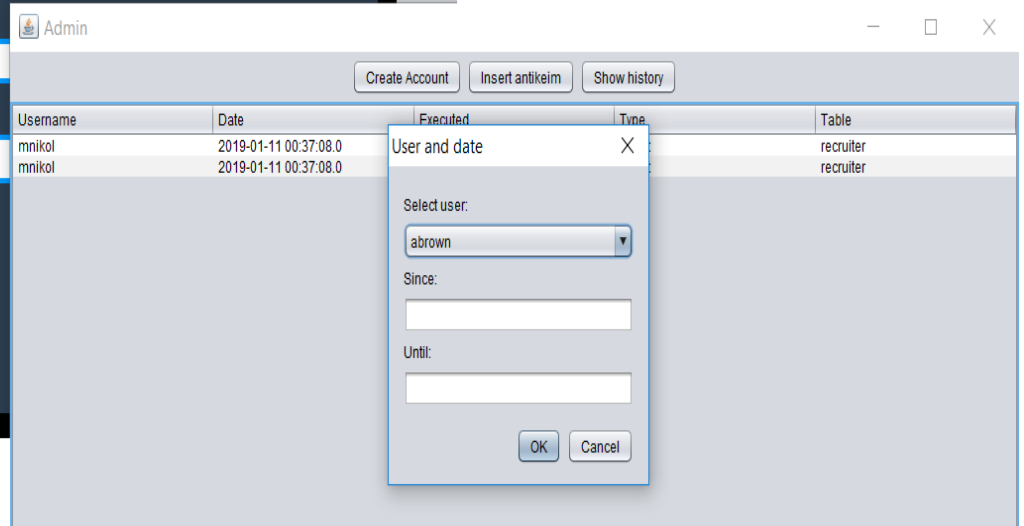 Admin
Create Account Insert antikeim Show history
Username Date Executed Type Table
mnikol 2019-01-11 00:37:08.0 recruiter
mnikol 2019-01-11 00:37:08.0 recruiter
User and date
Select user:
abrown
Since:
Until:
OK Cancel